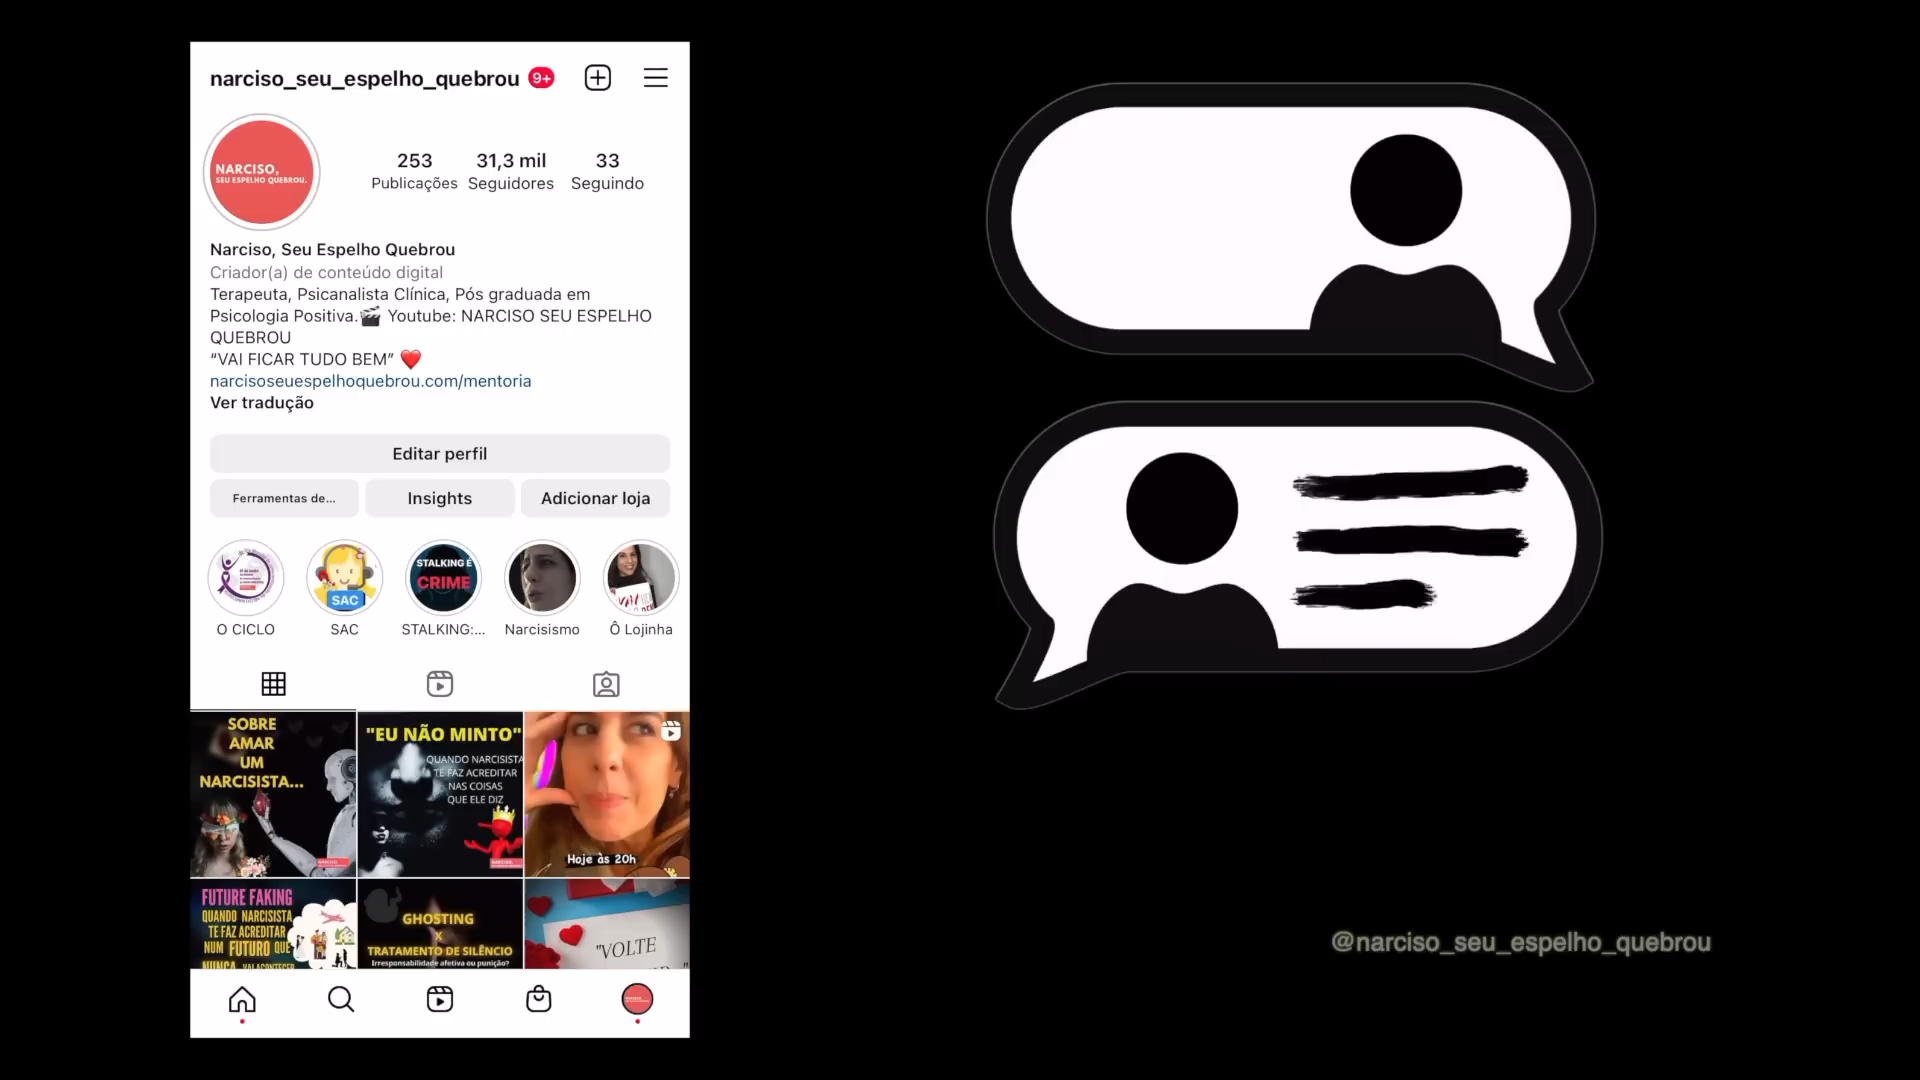 narciso_seu_espelho_quebrou 9+
NARCISO,
SEU ESPELHO QUEBROU.
253 31,3 mil 33
Publicações Seguidores Seguindo
Narciso, Seu Espelho Quebrou
Criador(a) de conteúdo digital
Terapeuta, Psicanalista Clínica, Pós graduada em
Psicologia Positiva.🎬 Youtube: NARCISO SEU ESPELHO
QUEBROU
“VAI FICAR TUDO BEM” ❤️
narcisoseuespelhoquebrou.com/mentoria
Ver tradução
Editar perfil
Ferramentas de... Insights Adicionar loja
SAC
STALKING É
CRIME
O CICLO SAC STALKING:... Narcisismo Ô Lojinha
SOBRE
AMAR
UM
NARCISISTA...
"EU NÃO MINTO"
QUANDO NARCISISTA
TE FAZ ACREDITAR
NAS COISAS
QUE ELE DIZ
Hoje às 20h
FUTURE FAKING
QUANDO NARCISISTA
TE FAZ ACREDITAR
NUM FUTURO QUE
NUNCA VAI ACONTECER
GHOSTING
X
TRATAMENTO DE SILÊNCIO
Irresponsabilidade afetiva ou punição?
"VOLTE
@narciso_seu_espelho_quebrou